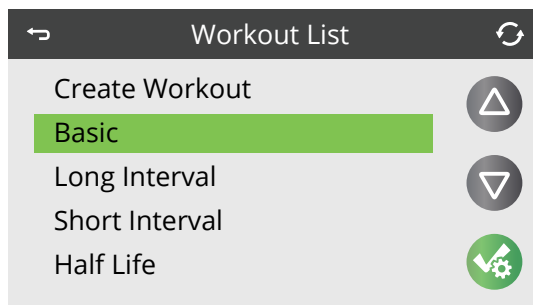 Workout List
Create Workout
Basic
Long Interval
Short Interval
Half Life